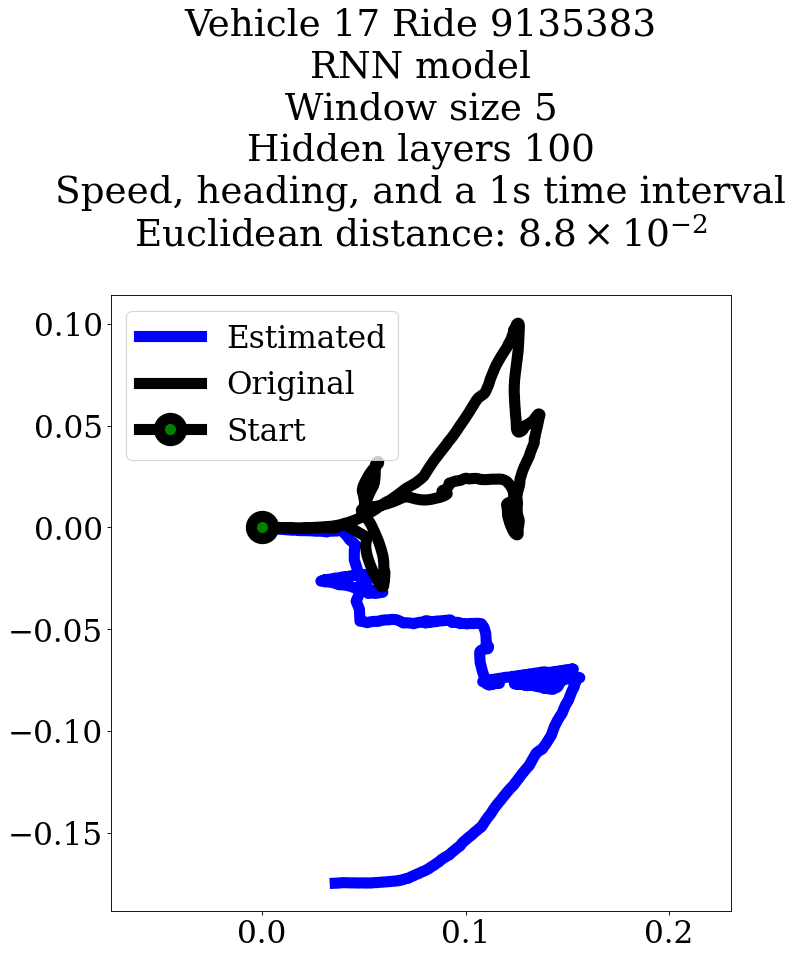 Vehicle 17 Ride 9135383
RNN model
Window size 5
Hidden layers 100
Speed, heading, and a 1s time interval
Euclidean distance: 8.8 × 10⁻²
Estimated
Original
Start
0.10
0.05
0.00
−0.05
−0.10
−0.15
0.0
0.1
0.2